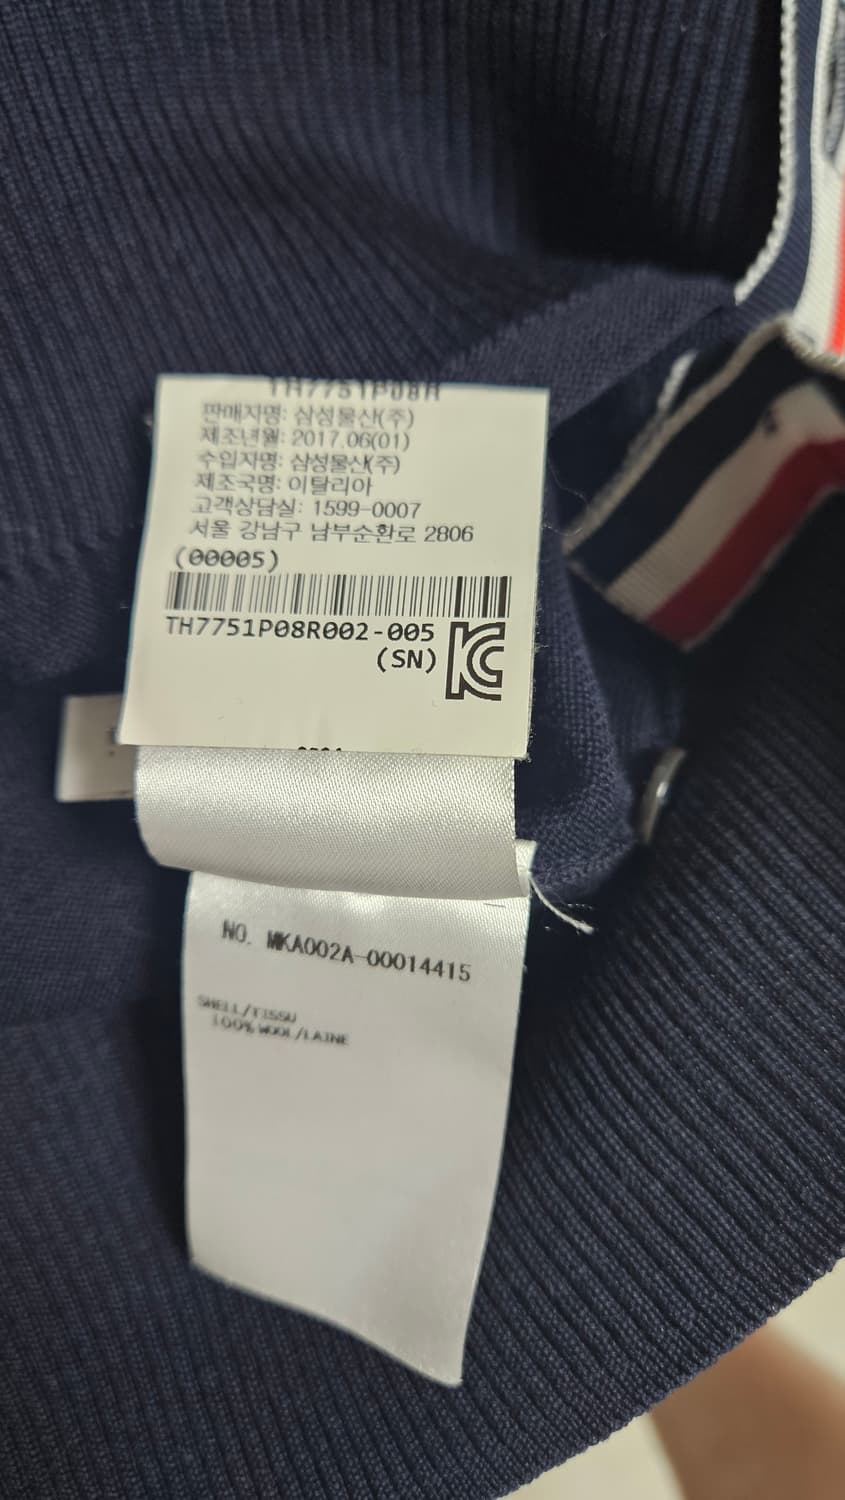 TH7751P08R
판매자명: 삼성물산(주)
제조년월: 2017.06(01)
수입자명: 삼성물산(주)
제조국명: 이탈리아
고객상담실: 1599-0007
서울 강남구 남부순환로 2806
(00005)
TH7751P08R002-005
(SN)
NO. MKA002A-00014415
SHELL/TISSU
100% WOOL/LAINE